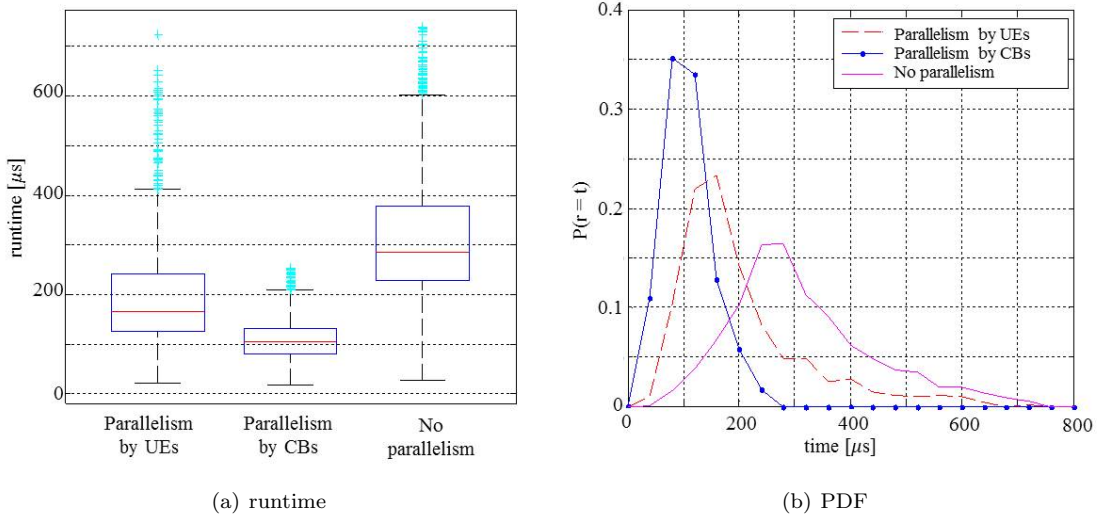 600
400
200
0
runtime [μs]
Parallelism
by UEs
Parallelism
by CBs
No
parallelism
(a) runtime
0.4
0.3
0.2
0.1
0
P(r = t)
Parallelism by UEs
Parallelism by CBs
No parallelism
0
200
400
600
800
time [μs]
(b) PDF